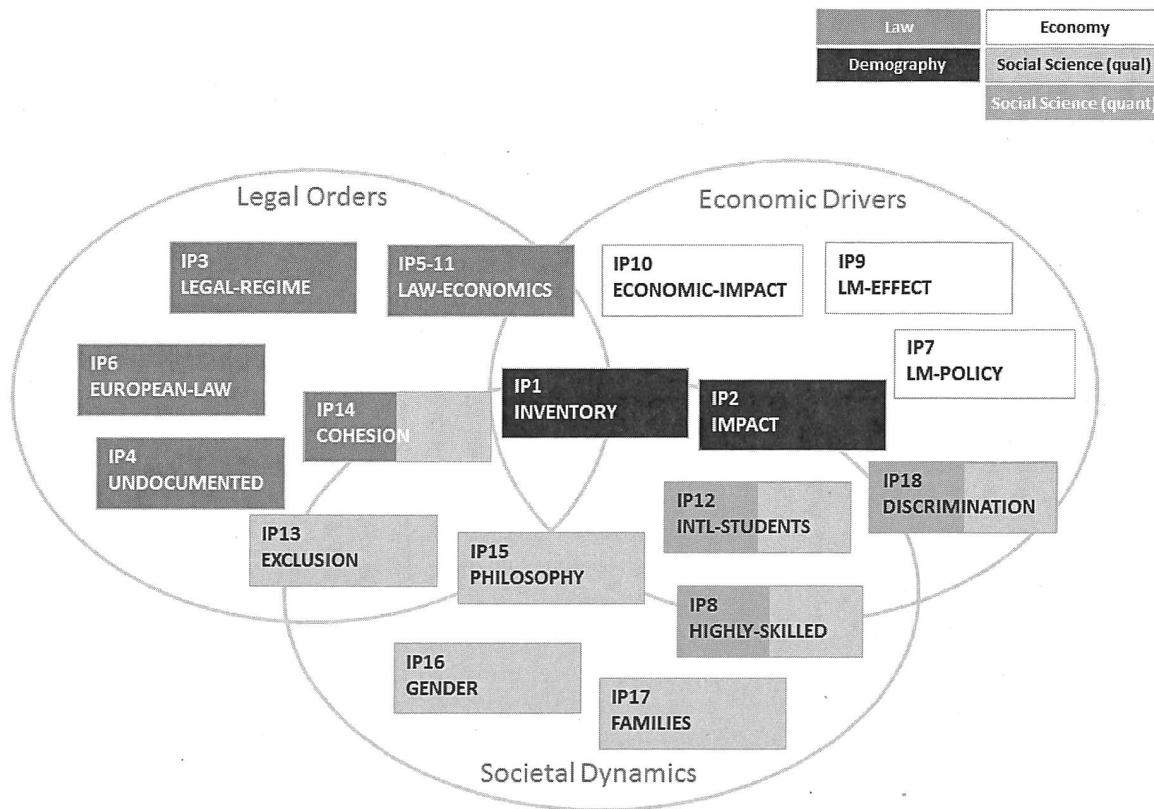 Law
Economy
Demography
Social Science (qual)
Social Science (quant)
Legal Orders
Economic Drivers
IP3
LEGAL-REGIME
IP5-11
LAW-ECONOMICS
IP10
ECONOMIC-IMPACT
IP9
LM-EFFECT
IP7
LM-POLICY
IP6
EUROPEAN-LAW
IP14
COHESION
IP1
INVENTORY
IP2
IMPACT
IP4
UNDOCUMENTED
IP12
INTL-STUDENTS
IP18
DISCRIMINATION
IP13
EXCLUSION
IP15
PHILOSOPHY
IP8
HIGHLY-SKILLED
IP16
GENDER
IP17
FAMILIES
Societal Dynamics